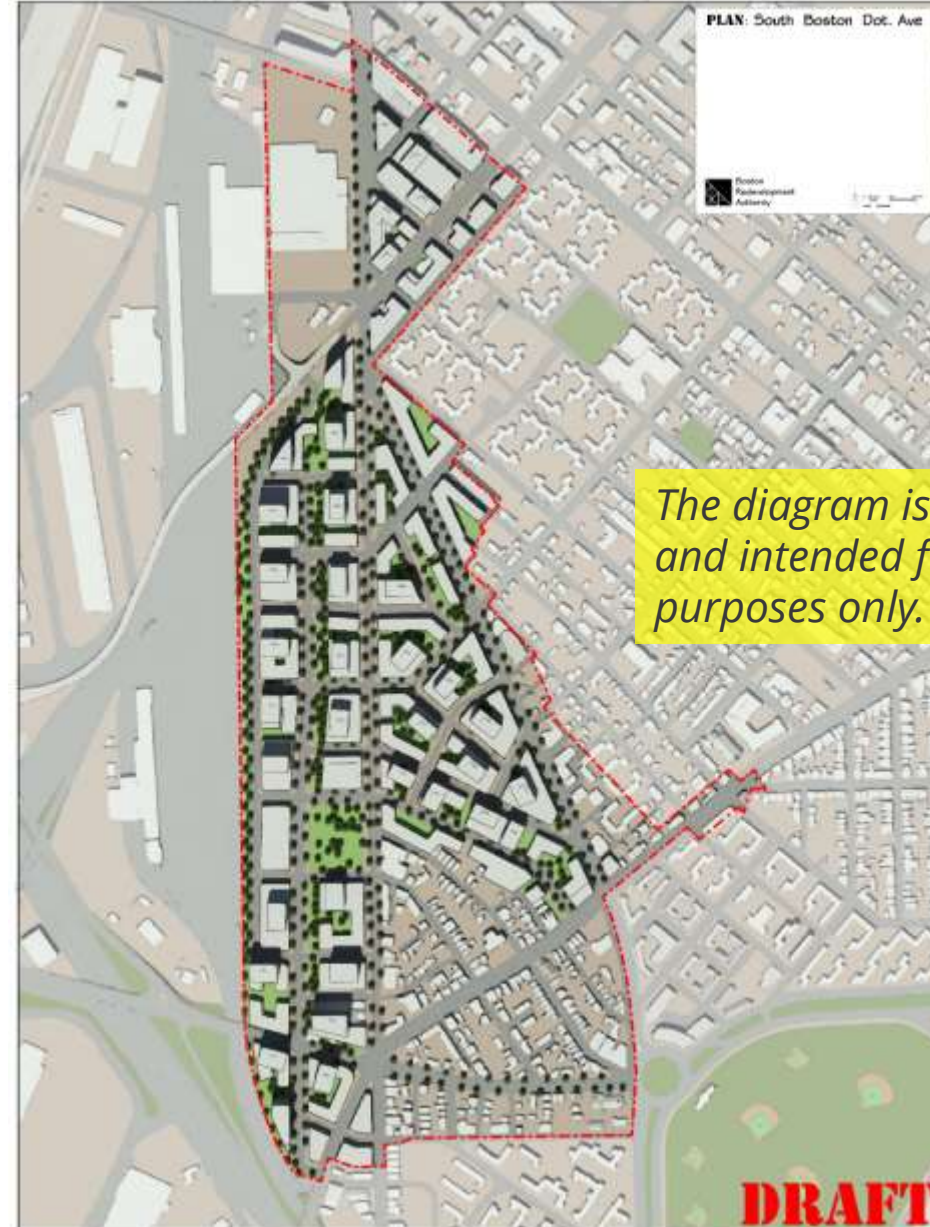 PLAN: South Boston Dot. Ave
Boston
Redevelopment
Authority
The diagram is
and intended f
purposes only.
DRAFT